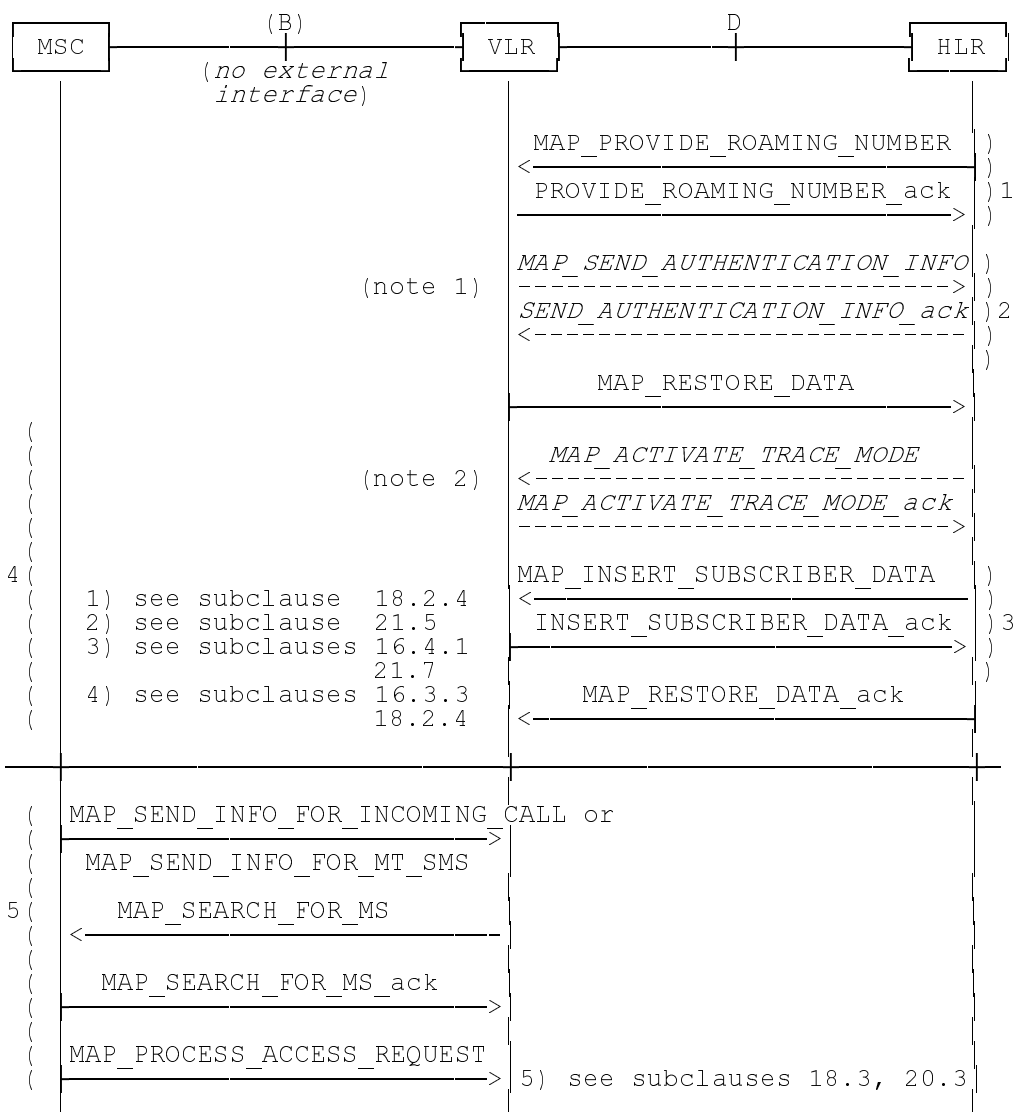 (B) D
MSC VLR HLR
(no external
interface)
MAP_PROVIDE_ROAMING_NUMBER )
< )
PROVIDE_ROAMING_NUMBER_ack )1
> )
MAP_SEND_AUTHENTICATION_INFO )
(note 1) ---------------------------> )
SEND_AUTHENTICATION_INFO_ack )2
<--------------------------- )
)
MAP_RESTORE_DATA
>
(
( MAP_ACTIVATE_TRACE_MODE
( (note 2) <---------------------------
( MAP_ACTIVATE_TRACE_MODE_ack
( --------------------------->
(
4( MAP_INSERT_SUBSCRIBER_DATA )
( 1) see subclause 18.2.4 < )
( 2) see subclause 21.5 INSERT_SUBSCRIBER_DATA_ack )3
( 3) see subclauses 16.4.1 > )
( 21.7 )
( 4) see subclauses 16.3.3 MAP_RESTORE_DATA_ack
( 18.2.4 <
( MAP_SEND_INFO_FOR_INCOMING_CALL or
( >
( MAP_SEND_INFO_FOR_MT_SMS
(
5( MAP_SEARCH_FOR_MS
( <
(
( MAP_SEARCH_FOR_MS_ack
( >
(
( MAP_PROCESS_ACCESS_REQUEST
( > 5) see subclauses 18.3, 20.3